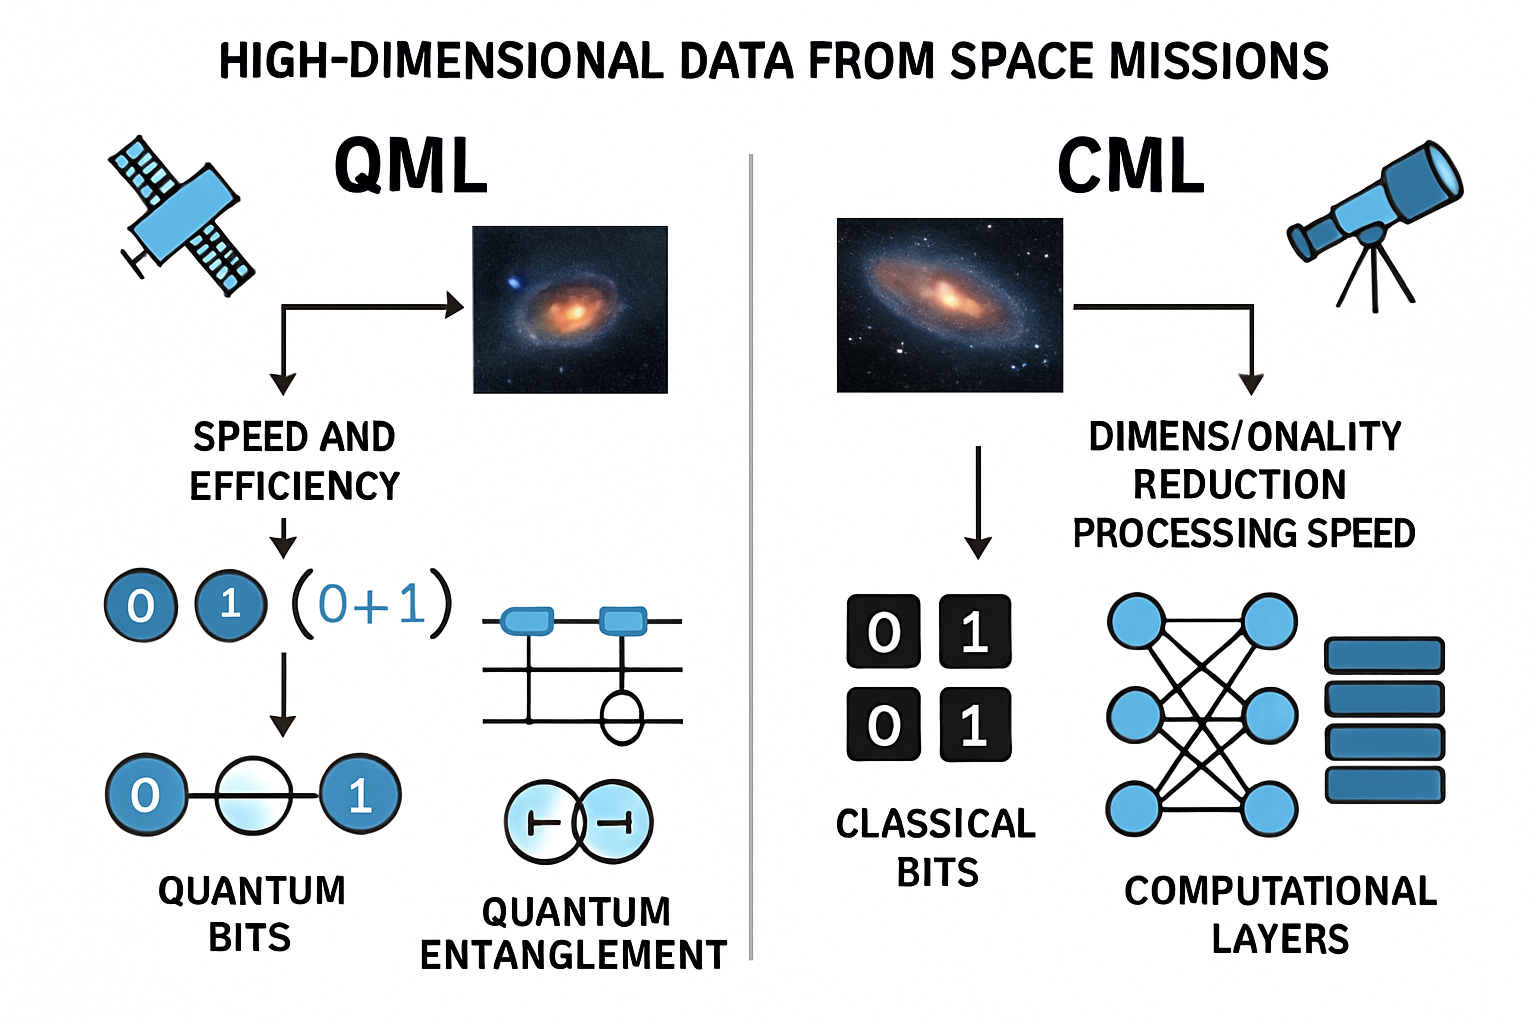 HIGH-DIMENSIONAL DATA FROM SPACE MISSIONS
QML
SPEED AND
EFFICIENCY
0 1 (0+1)
0 1
QUANTUM
BITS
QUANTUM
ENTANGLEMENT
CML
DIMENS/ONALITY
REDUCTION
PROCESSING SPEED
0 1
0 1
CLASSICAL
BITS
COMPUTATIONAL
LAYERS